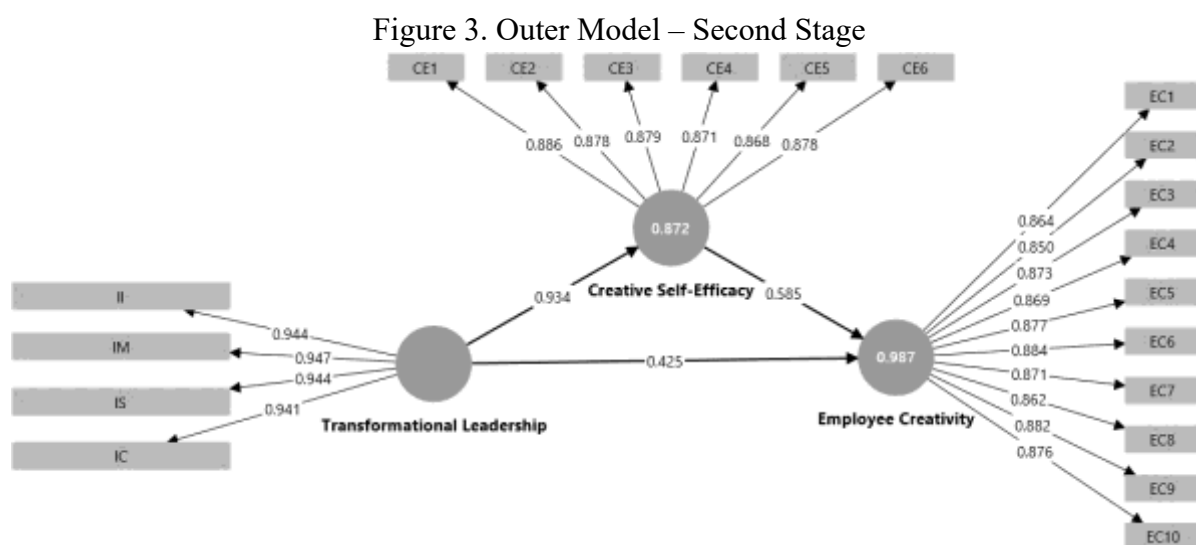 Figure 3. Outer Model – Second Stage
CE1 CE2 CE3 CE4 CE5 CE6
EC1
EC2
EC3
EC4
EC5
EC6
EC7
EC8
EC9
EC10
0.886 0.878 0.879 0.871 0.868 0.878
0.872
Creative Self-Efficacy
0.864
0.850
0.873
0.869
0.877
0.884
0.871
0.862
0.882
0.876
II
IM
IS
IC
0.944
0.947
0.944
0.941
0.934
0.585
0.425
0.987
Transformational Leadership
Employee Creativity